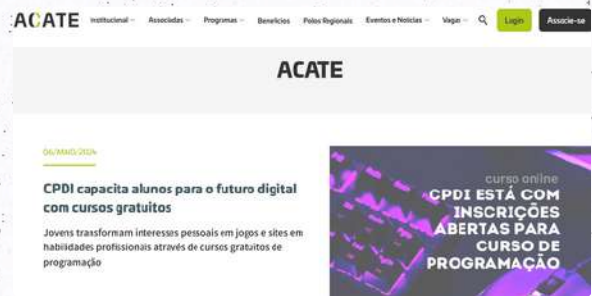 ACATE
Institucional
Associadas
Programas
Benefícios
Polos Regionais
Eventos e Notícias
Vagas
Login
Associe-se
ACATE
06/MAIO/2024
CPDI capacita alunos para o futuro digital
com cursos gratuitos
Jovens transformam interesses pessoais em jogos e sites em
habilidades profissionais através de cursos gratuitos de
programação
curso online
CPDI ESTÁ COM
INSCRIÇÕES
ABERTAS PARA
CURSO DE
PROGRAMAÇÃO